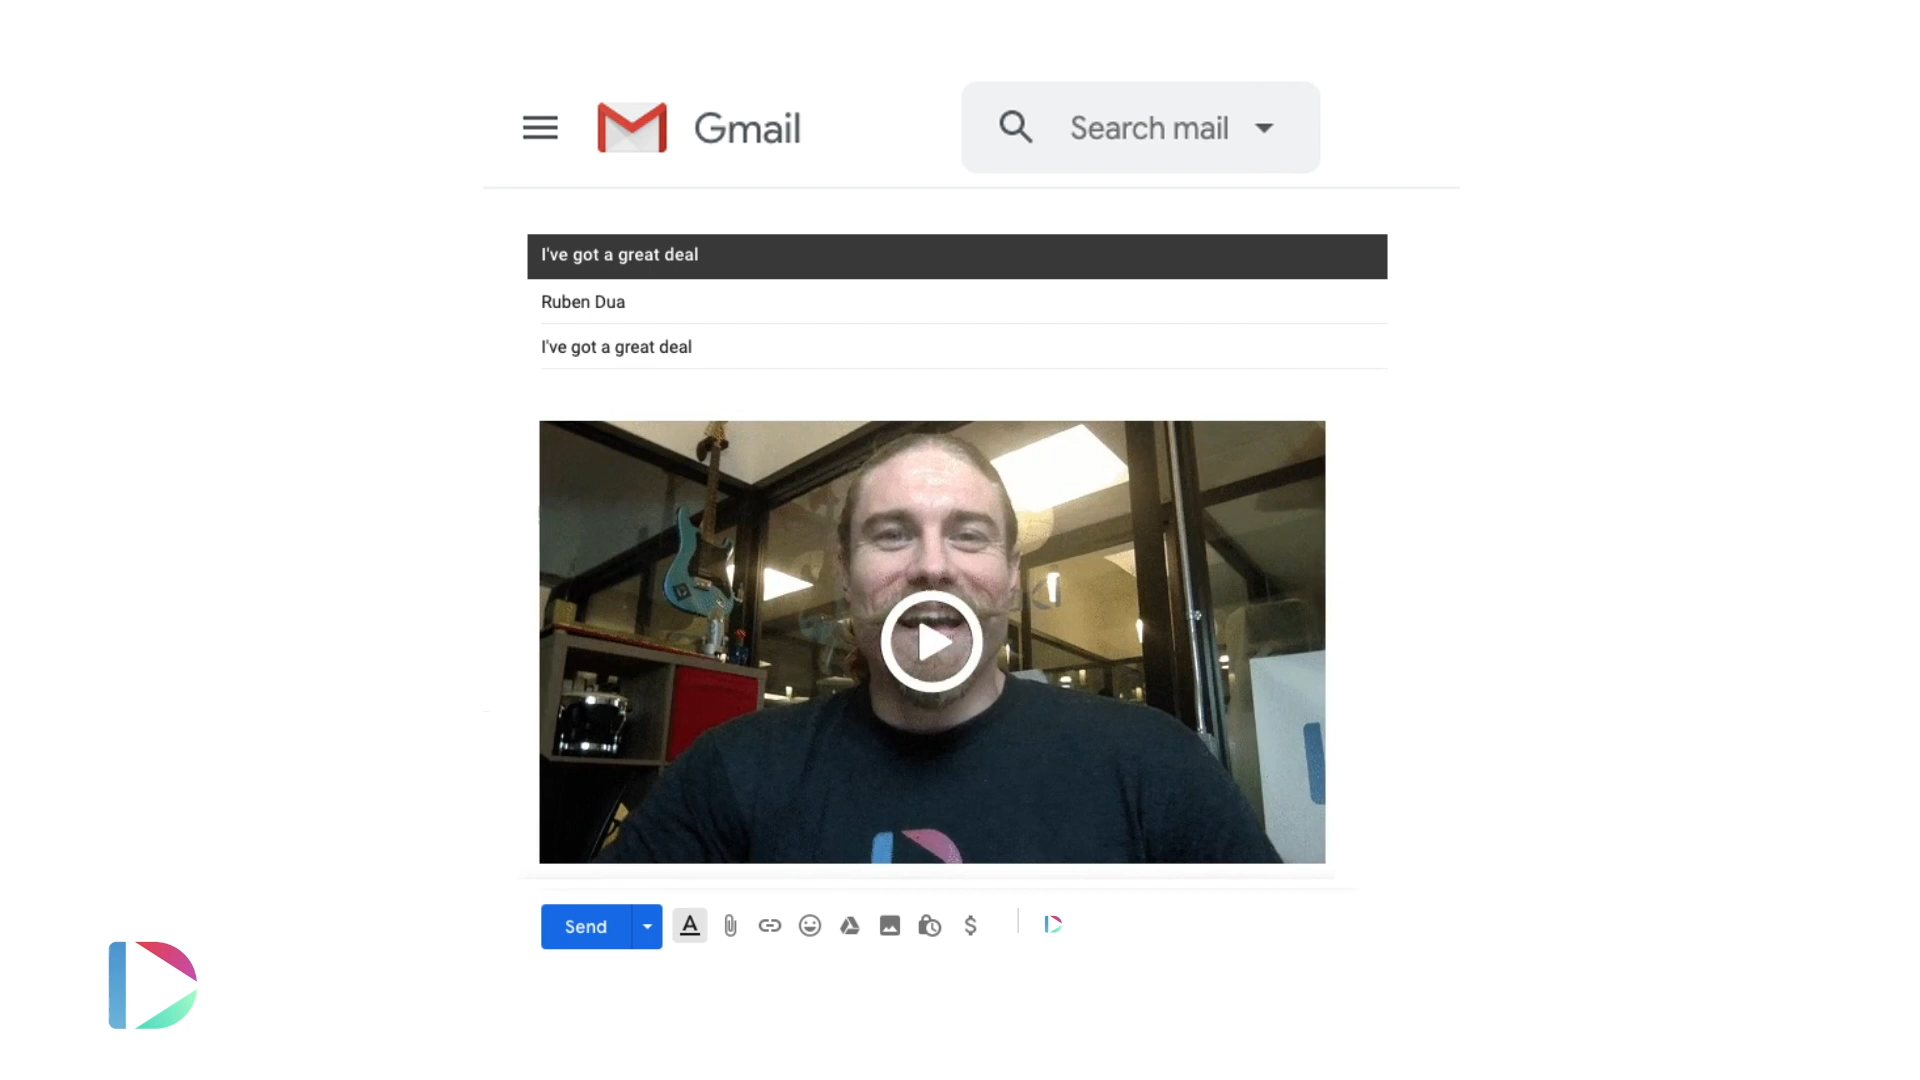 Gmail
Search mail
I've got a great deal
Ruben Dua
I've got a great deal
Send